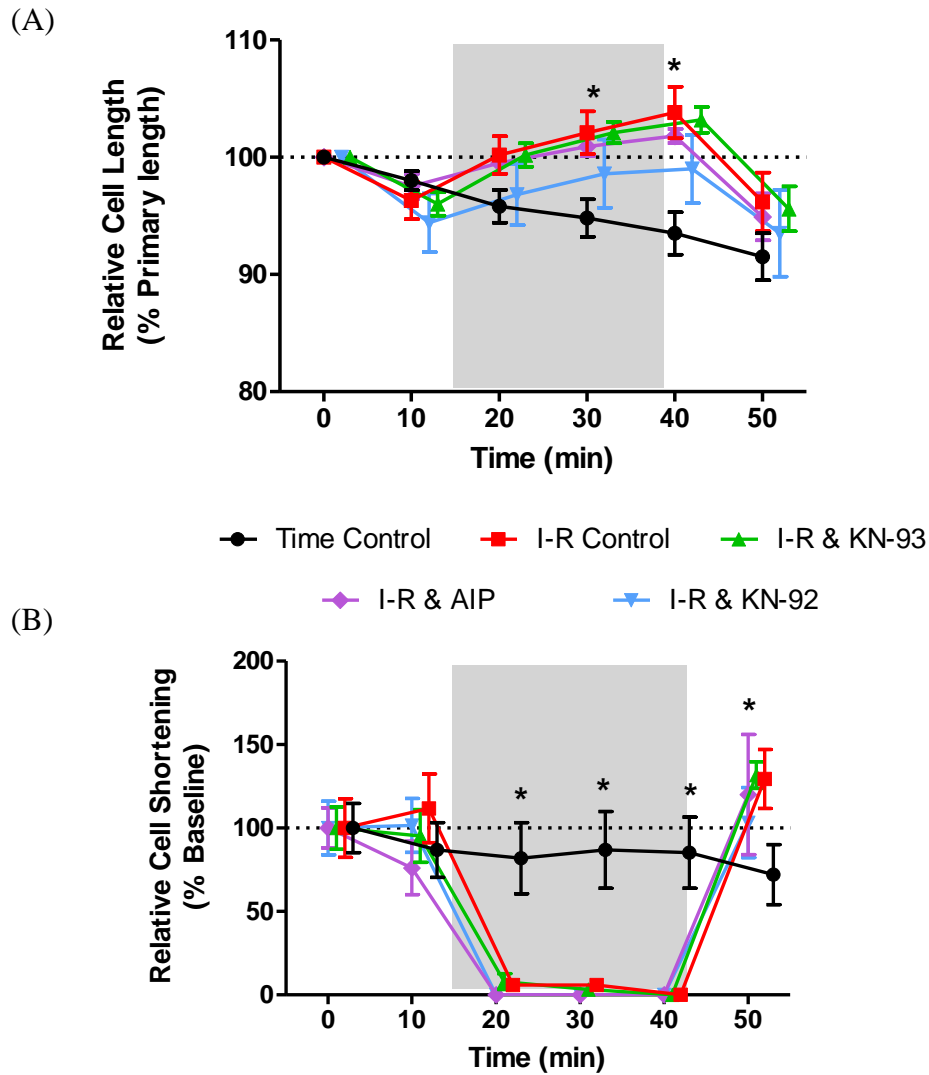 (A)
110
100
90
80
Relative Cell Length
(% Primary length)
*
*
0 10 20 30 40 50
Time (min)
Time Control I-R Control I-R & KN-93
I-R & AIP I-R & KN-92
(B)
200
150
100
50
0
Relative Cell Shortening
(% Baseline)
*
*
*
*
0 10 20 30 40 50
Time (min)